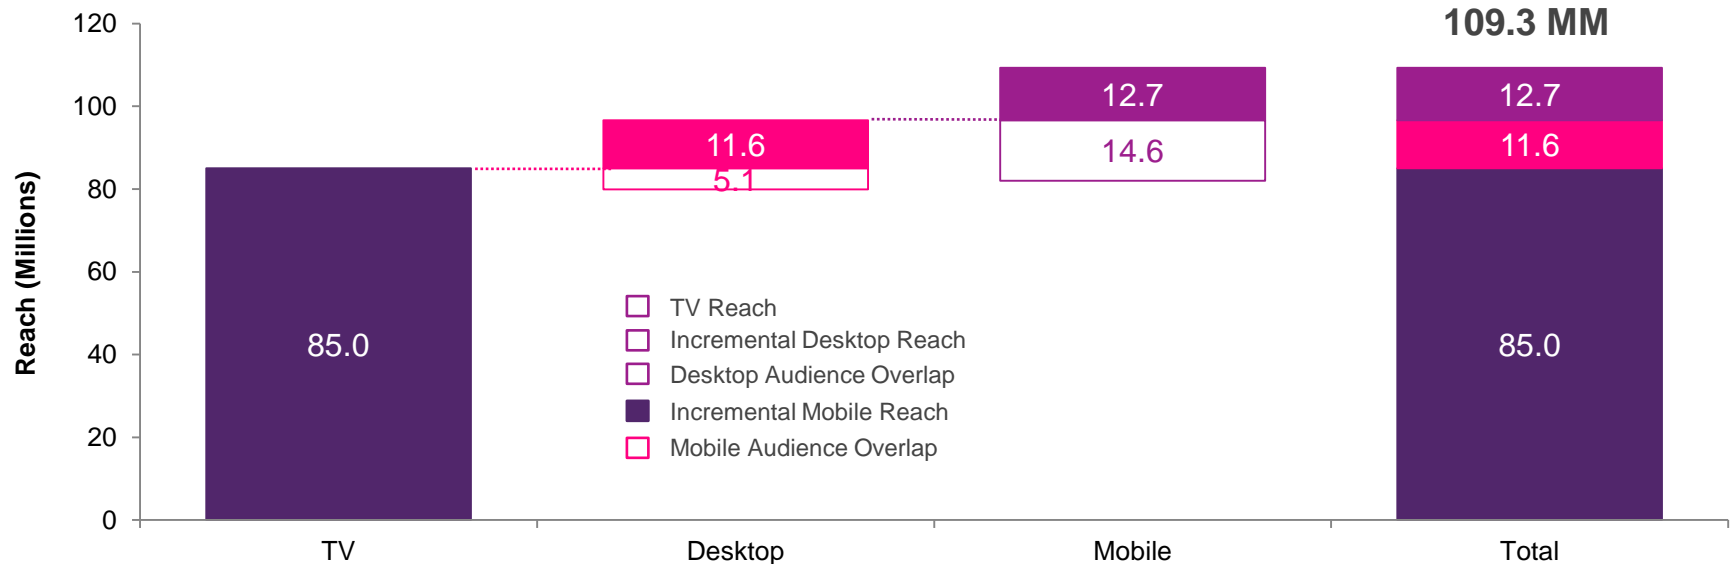 109.3 MM
120
100
80
60
40
20
0
Reach (Millions)
85.0
11.6
5.1
12.7
14.6
12.7
11.6
85.0
TV Reach
Incremental Desktop Reach
Desktop Audience Overlap
Incremental Mobile Reach
Mobile Audience Overlap
TV
Desktop
Mobile
Total